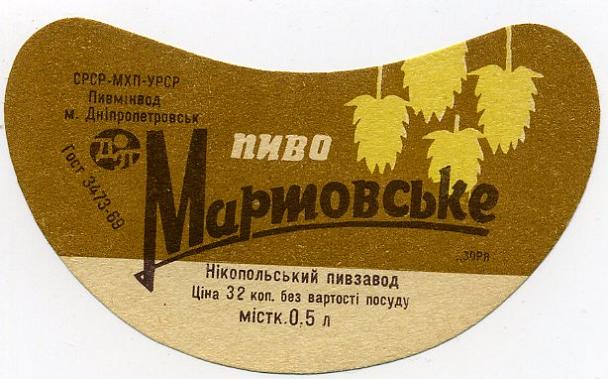 СРСР-МХП-УРСР
Пивмінвод
м. Дніпропетровськ
ДП
Гост 3473-69
пиво
Мартовське
„ЗОРЯ
Нікопольський пивзавод
Ціна 32 коп. без вартості посуду
містк. 0,5 л